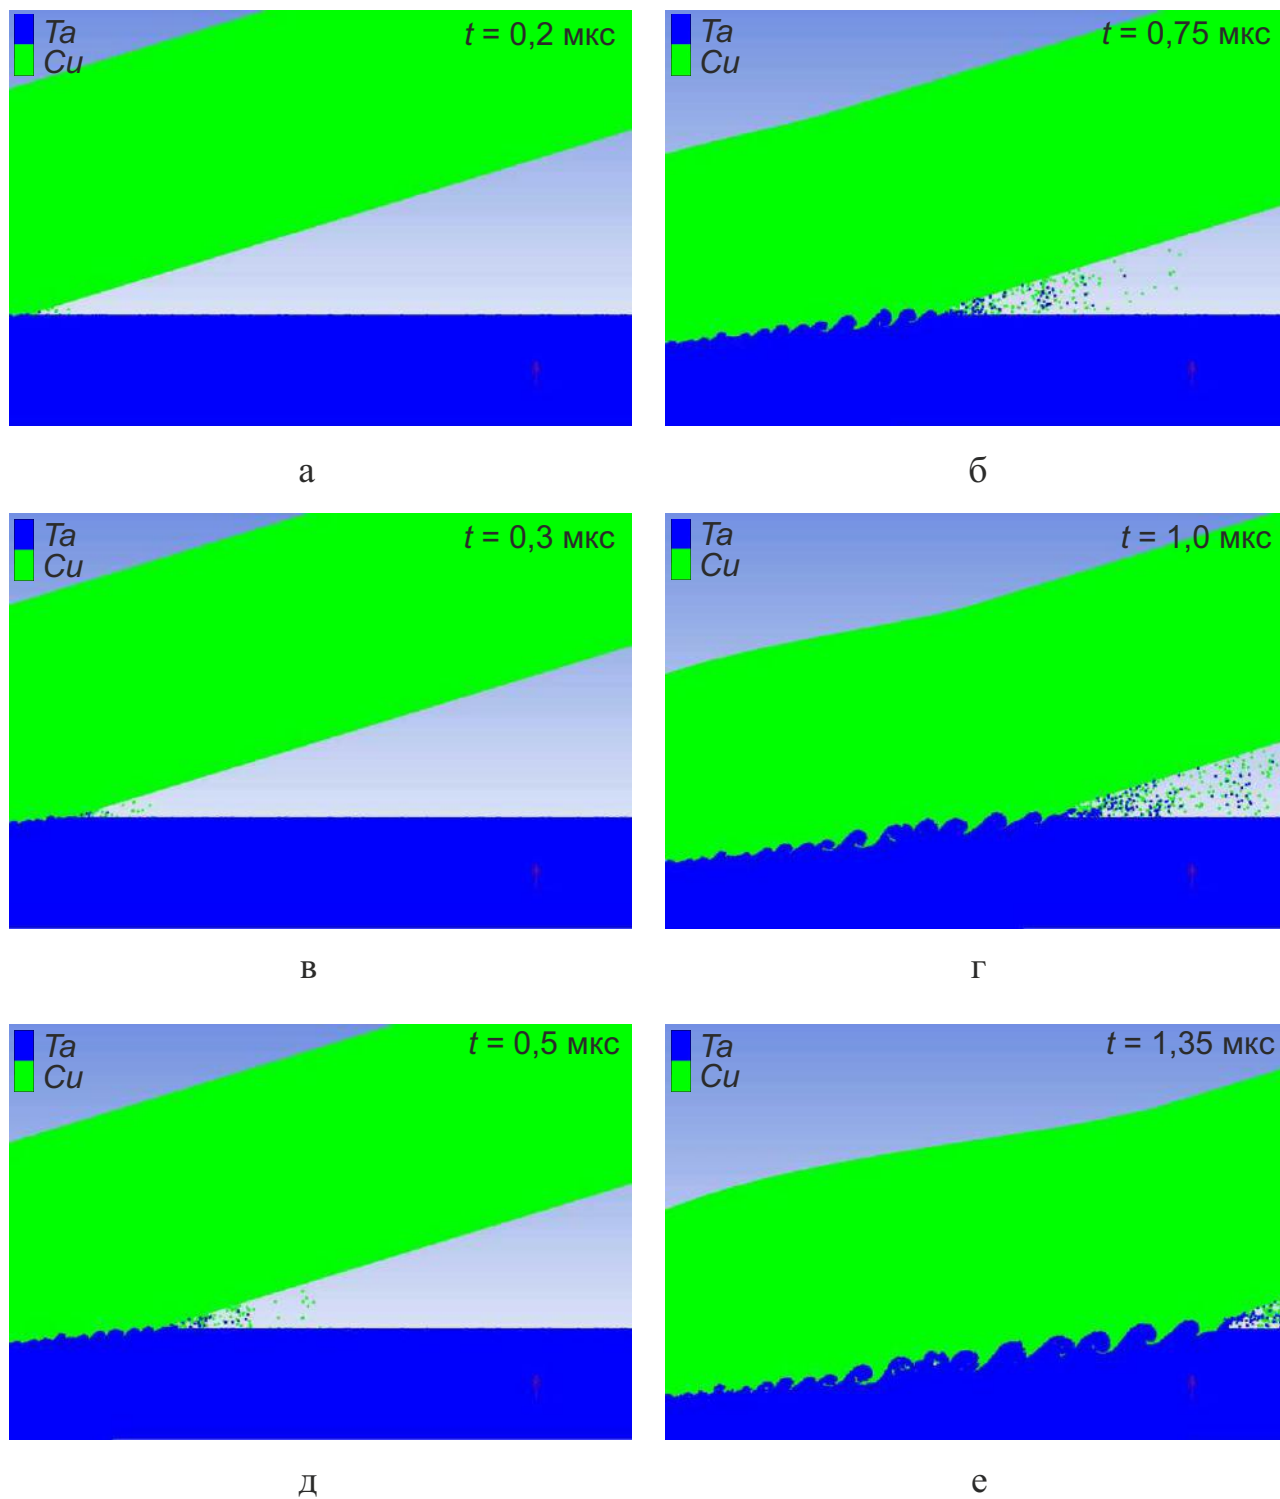 Ta
Cu
t = 0,2 мкс
Ta
Cu
t = 0,75 мкс
а
б
Ta
Cu
t = 0,3 мкс
Ta
Cu
t = 1,0 мкс
в
г
Ta
Cu
t = 0,5 мкс
Ta
Cu
t = 1,35 мкс
д
е